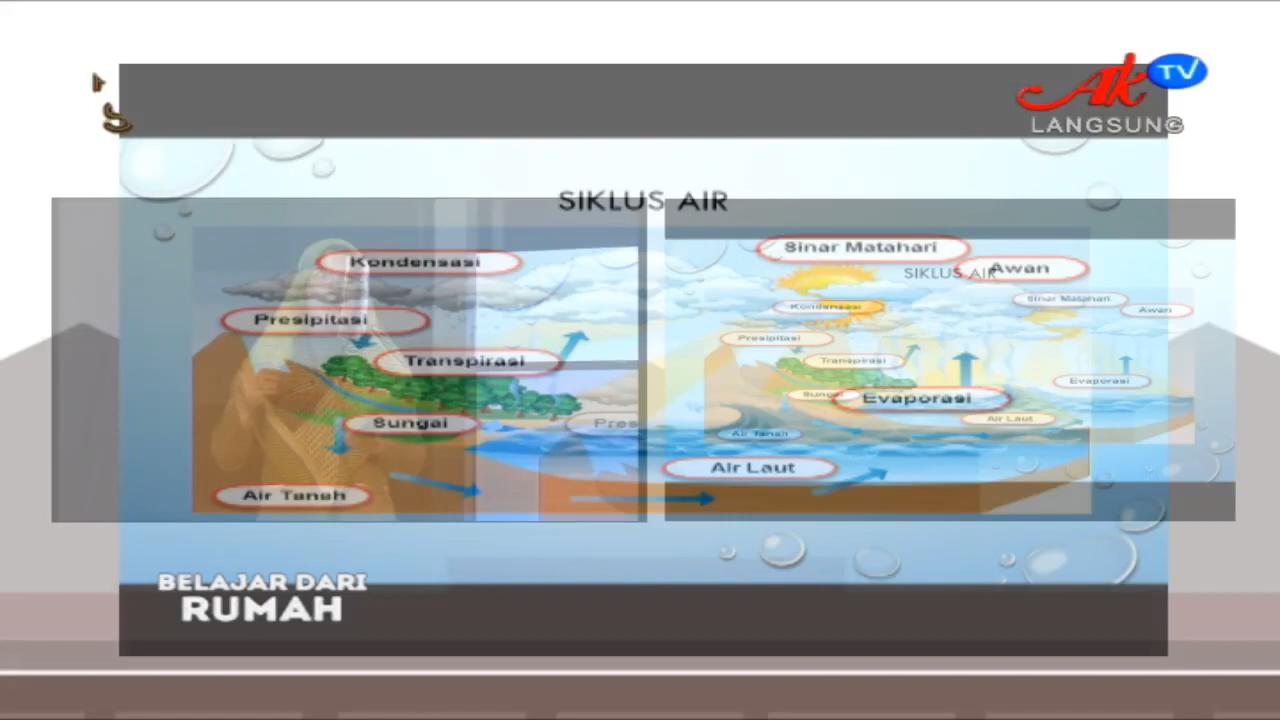 Ak TV
LANGSUNG
S
SIKLUS AIR
Sinar Matahari
Kondensasi
SIKLUS AIR
Awan
Sinar Matahari
Kondensasi
Awan
Presipitasi
Presipitasi
Transpirasi
Transpirasi
Evaporasi
Sungai
Evaporasi
Sungai
Pres
Air Laut
Air Tanah
Air Laut
Air Tanah
BELAJAR DARI
RUMAH